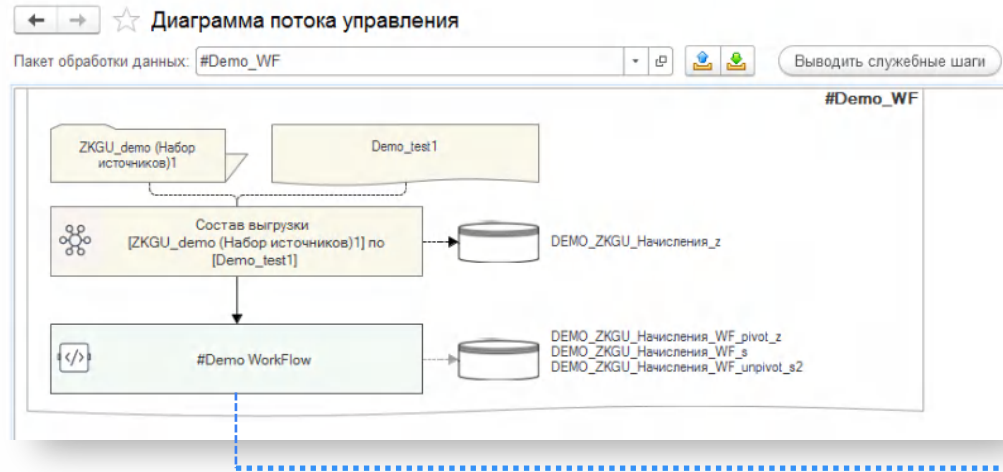 Диаграмма потока управления
Пакет обработки данных: #Demo_WF
Выводить служебные шаги
#Demo_WF
ZKGU_demo (Набор
источников)1
Demo_test1
Состав выгрузки
[ZKGU_demo (Набор источников)1] по
[Demo_test1]
DEMO_ZKGU_Начисления_z
</>
#Demo WorkFlow
DEMO_ZKGU_Начисления_WF_pivot_z
DEMO_ZKGU_Начисления_WF_s
DEMO_ZKGU_Начисления_WF_unpivot_s2